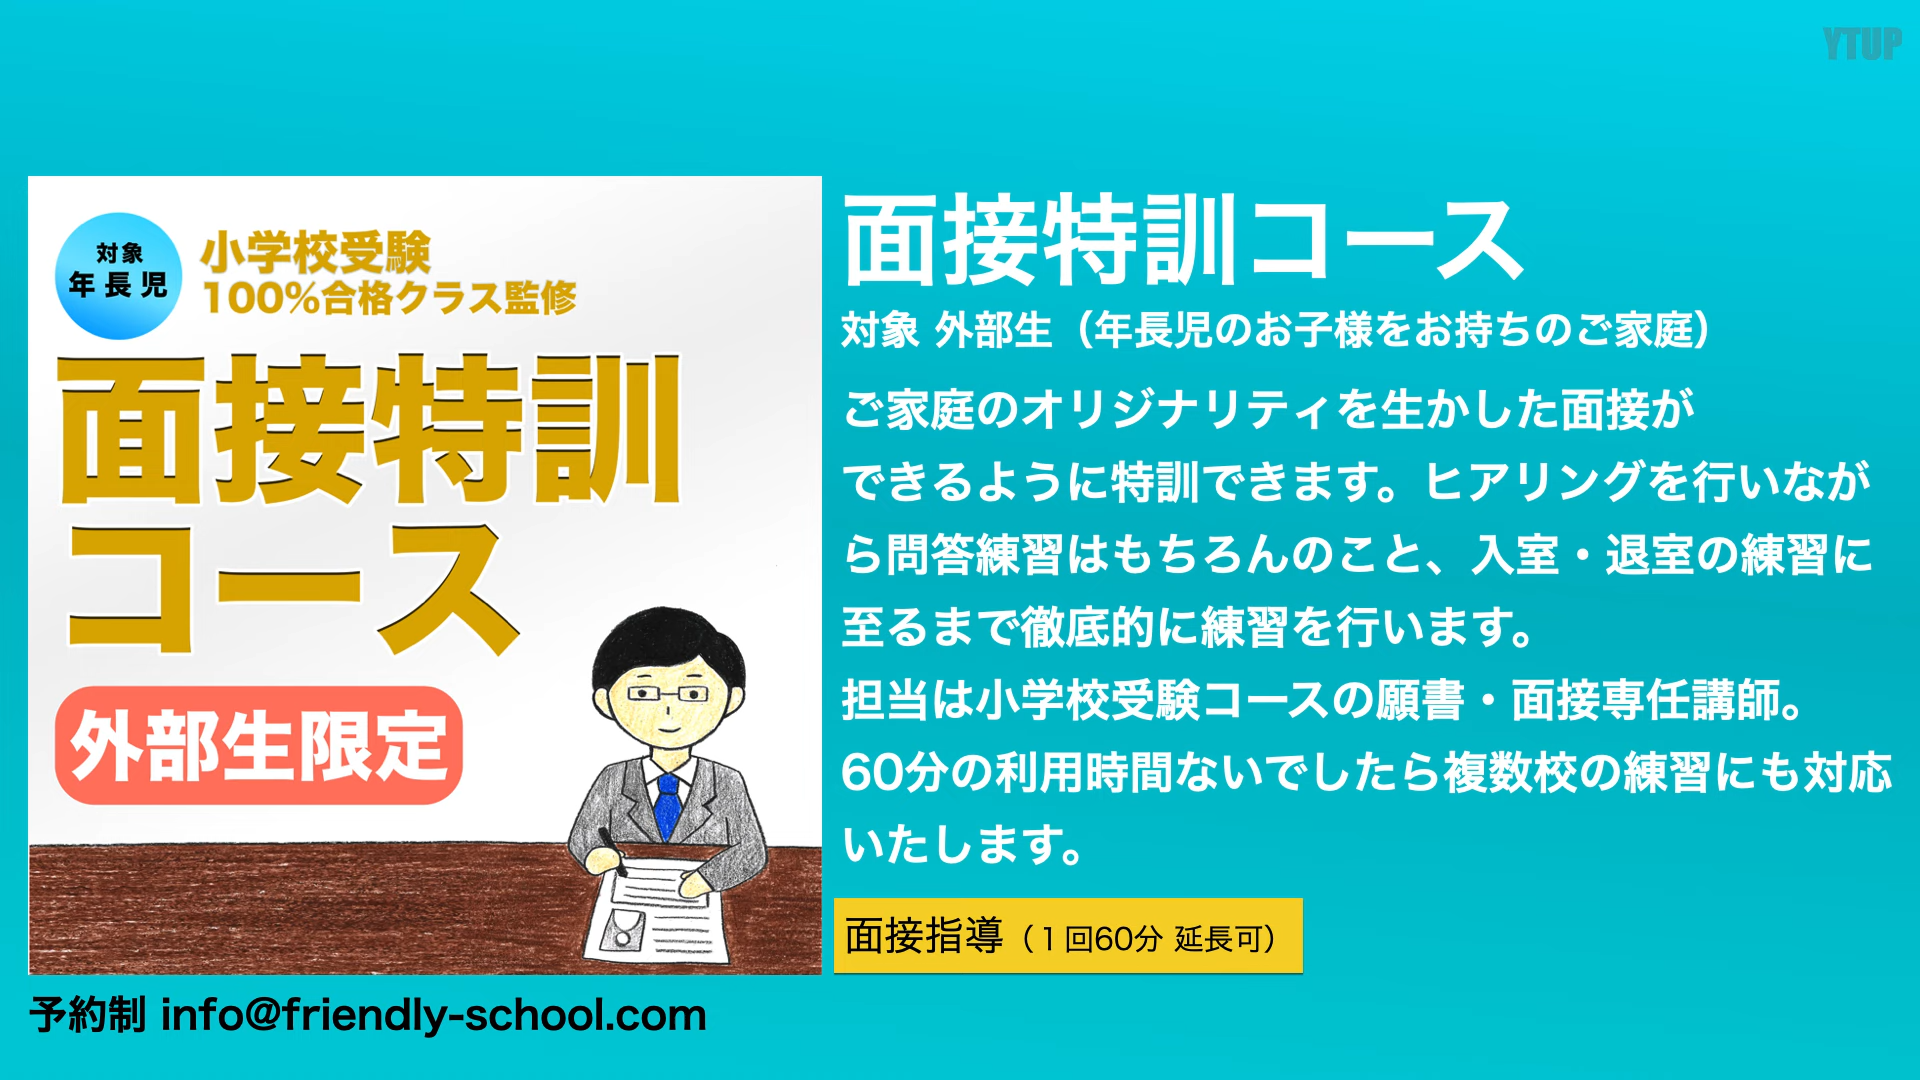 YTUP
対象
年長児
小学校受験
100%合格クラス監修
面接特訓
コース
外部生限定
予約制 info@friendly-school.com
面接特訓コース
対象 外部生（年長児のお子様をお持ちのご家庭）
ご家庭のオリジナリティを生かした面接が
できるように特訓できます。ヒアリングを行いなが
ら問答練習はもちろんのこと、入室・退室の練習に
至るまで徹底的に練習を行います。
担当は小学校受験コースの願書・面接専任講師。
60分の利用時間ないでしたら複数校の練習にも対応
いたします。
面接指導（１回60分 延長可）